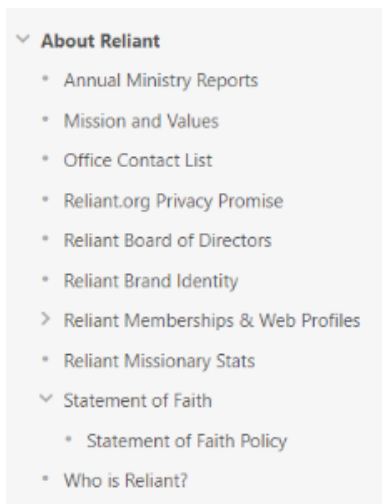 About Reliant
Annual Ministry Reports
Mission and Values
Office Contact List
Reliant.org Privacy Promise
Reliant Board of Directors
Reliant Brand Identity
Reliant Memberships & Web Profiles
Reliant Missionary Stats
Statement of Faith
Statement of Faith Policy
Who is Reliant?